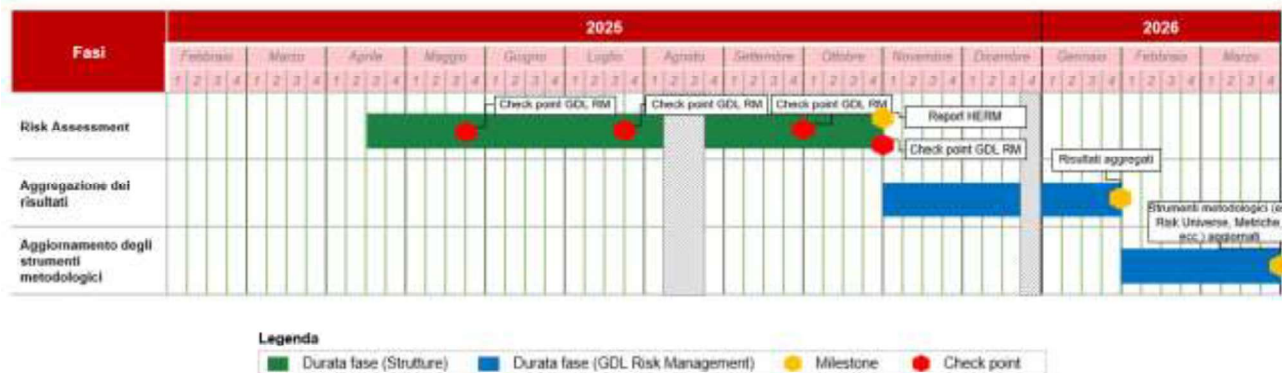 2025
2026
Fasi
Febbraio Marzo Aprile Maggio Giugno Luglio Agosto Settembre Ottobre Novembre Dicembre Gennaio Febbraio Marzo
1 2 3 4 1 2 3 4 1 2 3 4 1 2 3 4 1 2 3 4 1 2 3 4 1 2 3 4 1 2 3 4 1 2 3 4 1 2 3 4 1 2 3 4 1 2 3 4 1 2 3 4 1 2 3 4
Check point GDL RM
Check point GDL RM
Check point GDL RM
Risk Assessment
Report HERM
Check point GDL RM
Risultati aggregati
Aggregazione dei
risultati
Strumenti metodologici (e
Risk Universe, Metriche,
ecc.) aggiornati
Aggiornamento degli
strumenti
metodologici
Legenda
Durata fase (Strutture) Durata fase (GDL Risk Management) Milestone Check point